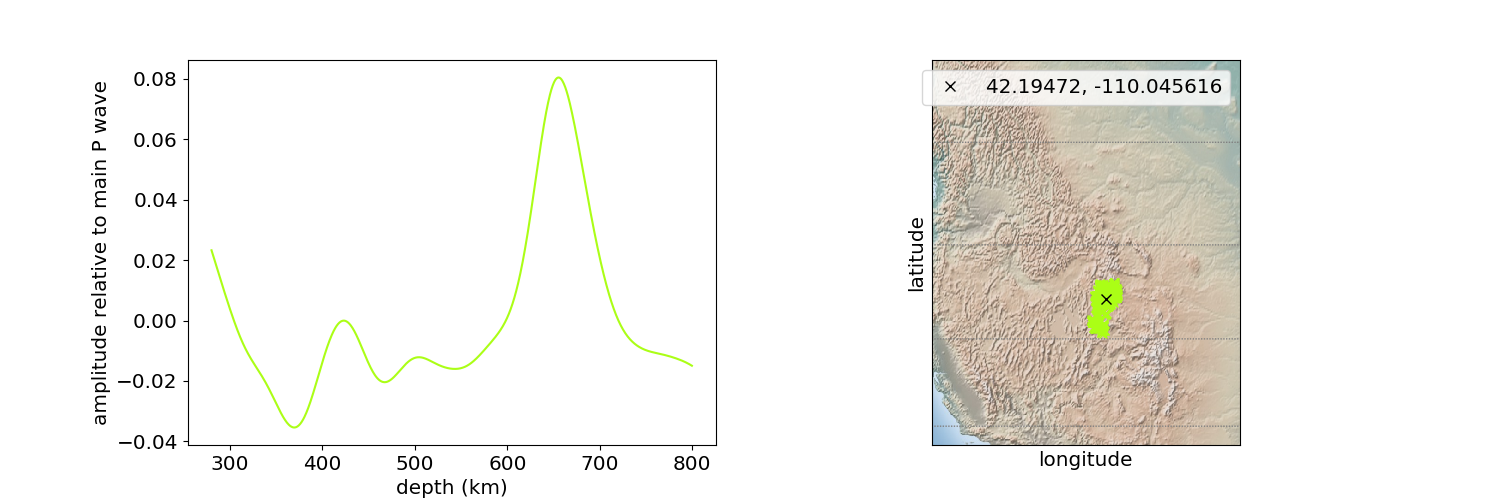 amplitude relative to main P wave
0.08
0.06
0.04
0.02
0.00
−0.02
−0.04
300 400 500 600 700 800
depth (km)
42.19472, -110.045616
latitude
longitude